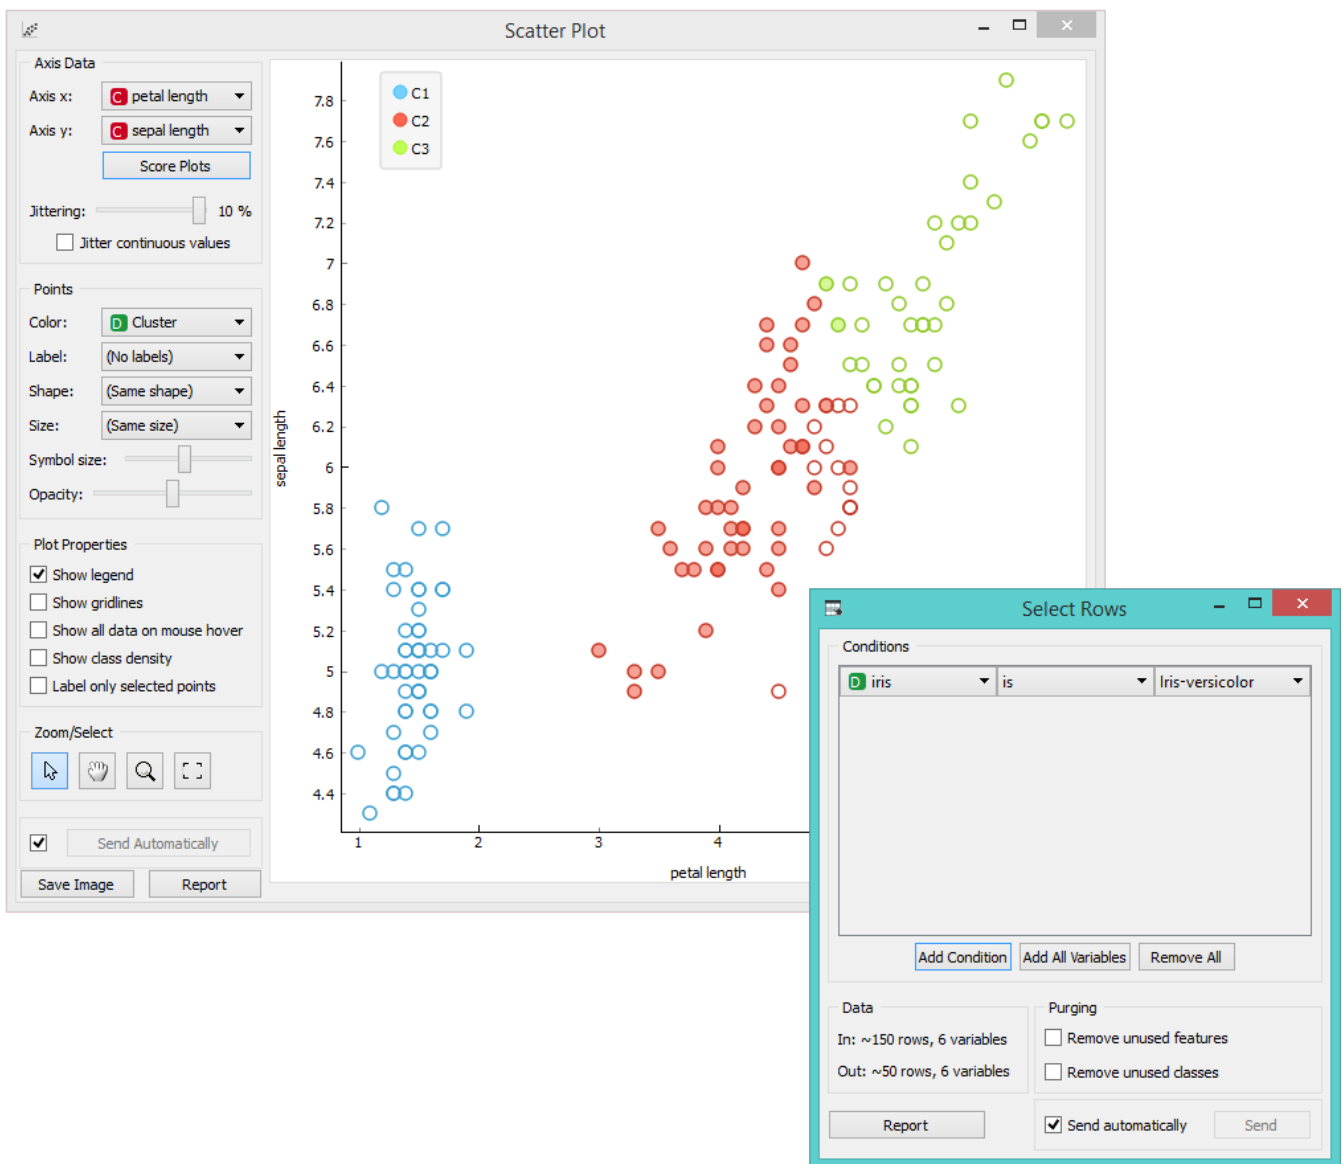 Scatter Plot
Axis Data
Axis x: C petal length
Axis y: C sepal length
Score Plots
Jittering: 10 %
Jitter continuous values
Points
Color: D Cluster
Label: (No labels)
Shape: (Same shape)
Size: (Same size)
Symbol size:
Opacity:
Plot Properties
Show legend
Show gridlines
Show all data on mouse hover
Show class density
Label only selected points
Zoom/Select
Send Automatically
Save Image Report
C1
C2
C3
sepal length
7.8
7.6
7.4
7.2
7
6.8
6.6
6.4
6.2
6
5.8
5.6
5.4
5.2
5
4.8
4.6
4.4
1 2 3 4
petal length
Select Rows
Conditions
D iris is Iris-versicolor
Add Condition Add All Variables Remove All
Data
In: ~150 rows, 6 variables
Out: ~50 rows, 6 variables
Report
Purging
Remove unused features
Remove unused classes
Send automatically Send